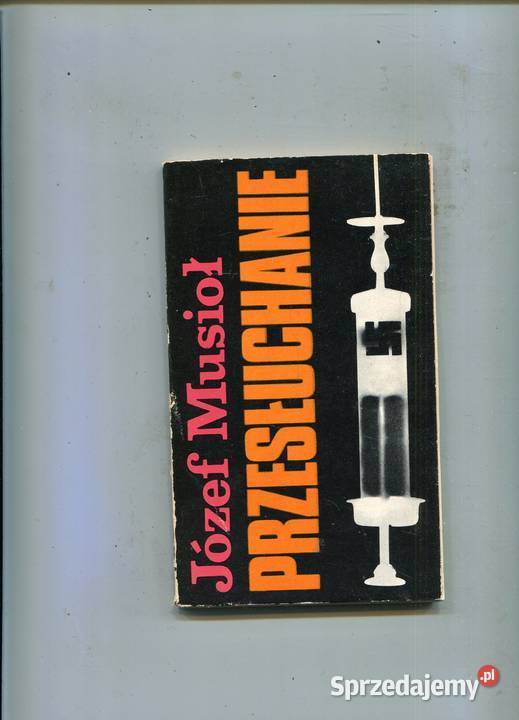 Józef Musioł
PRZESŁUCHANIE
Sprzedajemy.pl